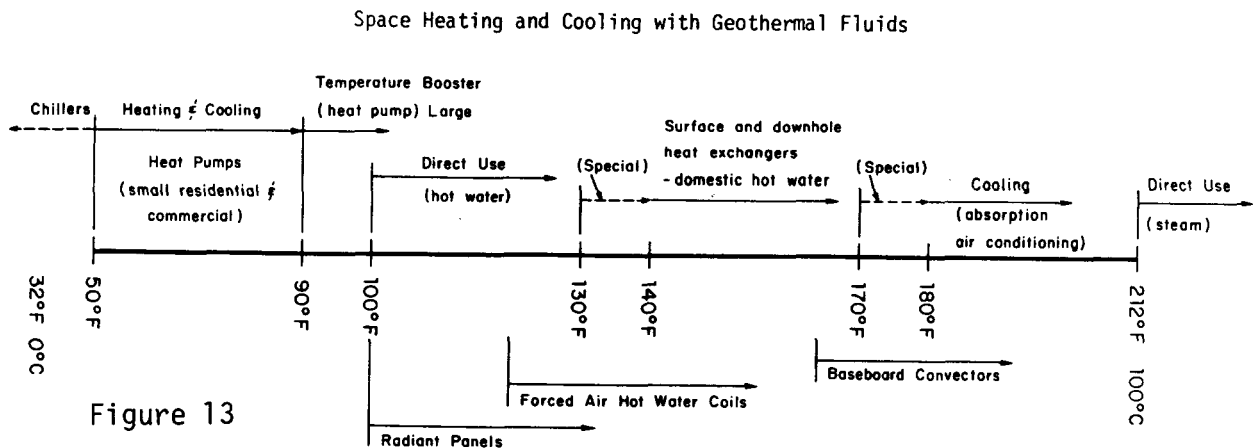 Space Heating and Cooling with Geothermal Fluids
Chillers
Heating & Cooling
Heat Pumps
(small residential &
commercial)
Temperature Booster
(heat pump) Large
Direct Use
(hot water)
(Special)
Surface and downhole
heat exchangers
-domestic hot water
(Special)
Cooling
(absorption
air conditioning)
Direct Use
(steam)
32°F 0°C
50°F
90°F
100°F
130°F
140°F
170°F
180°F
212°F 100°C
Baseboard Convectors
Forced Air Hot Water Coils
Radiant Panels
Figure 13